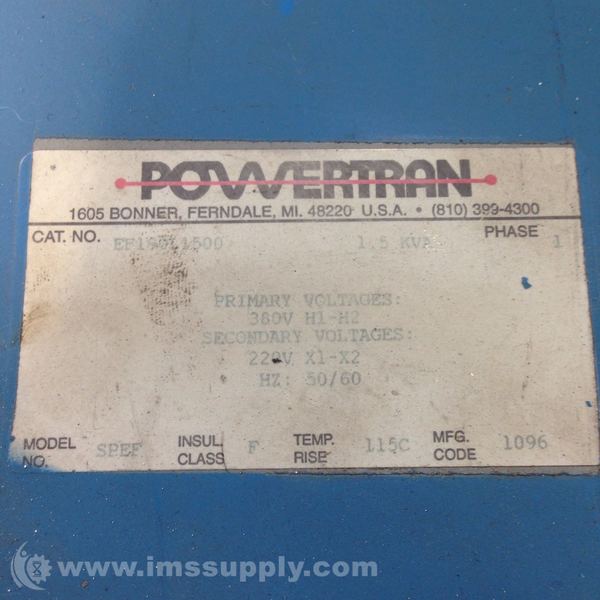 POWERTRAN
1605 BONNER, FERNDALE, MI. 48220 U.S.A. • (810) 399-4300
CAT. NO. 1.5 KVA PHASE 1
PRIMARY VOLTAGES:
380V H1-H2
SECONDARY VOLTAGES:
220V X1-X2
HZ: 50/60
MODEL NO. SPEF INSUL. CLASS F TEMP. RISE 115C MFG. CODE 1096
www.imssupply.com